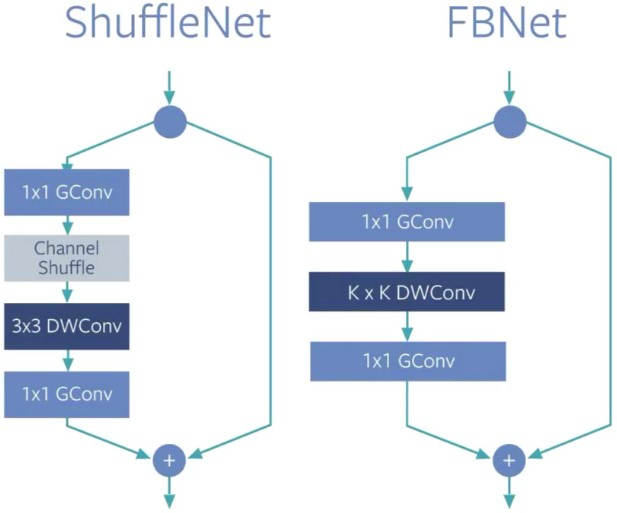 ShuffleNet
1x1 GConv
Channel
Shuffle
3x3 DWConv
1x1 GConv
+
FBNet
1x1 GConv
K x K DWConv
1x1 GConv
+